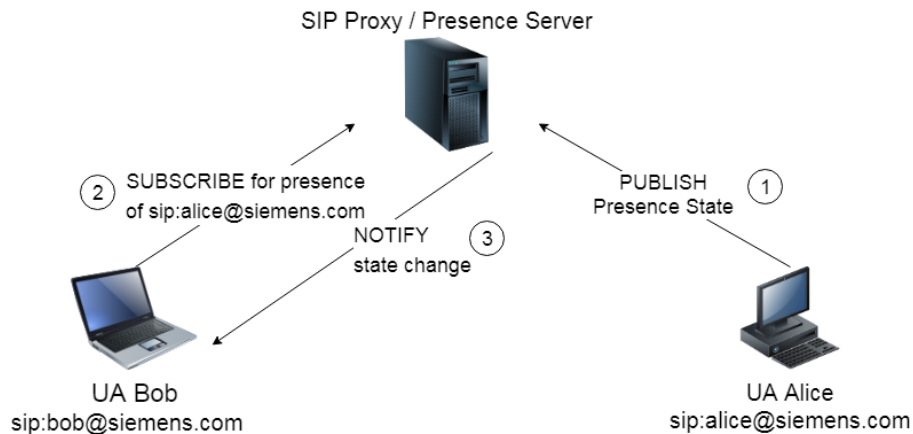 SIP Proxy / Presence Server
2
SUBSCRIBE for presence
of sip:alice@siemens.com
PUBLISH
Presence State
1
NOTIFY
state change
3
UA Bob
sip:bob@siemens.com
UA Alice
sip:alice@siemens.com